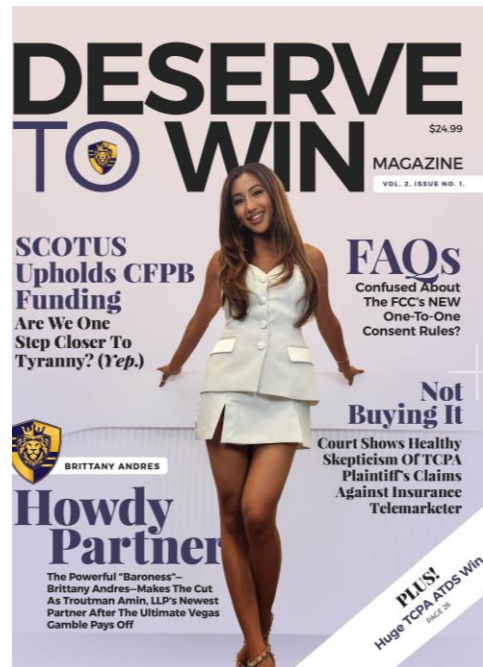 DESERVE
TO WIN
$24.99
MAGAZINE
VOL. 2, ISSUE NO. 1.
SCOTUS
Upholds CFPB
Funding
Are We One
Step Closer To
Tyranny? (Yep.)
FAQs
Confused About
The FCC's NEW
One-To-One
Consent Rules?
Not
Buying It
Court Shows Healthy
Skepticism Of TCPA
Plaintiff's Claims
Against Insurance
Telemarketer
BRITTANY ANDRES
Howdy
Partner
The Powerful "Baroness"—
Brittany Andres—Makes The Cut
As Troutman Amin, LLP's Newest
Partner After The Ultimate Vegas
Gamble Pays Off
PLUS!
Huge TCPA ATDS Win
PAGE 26